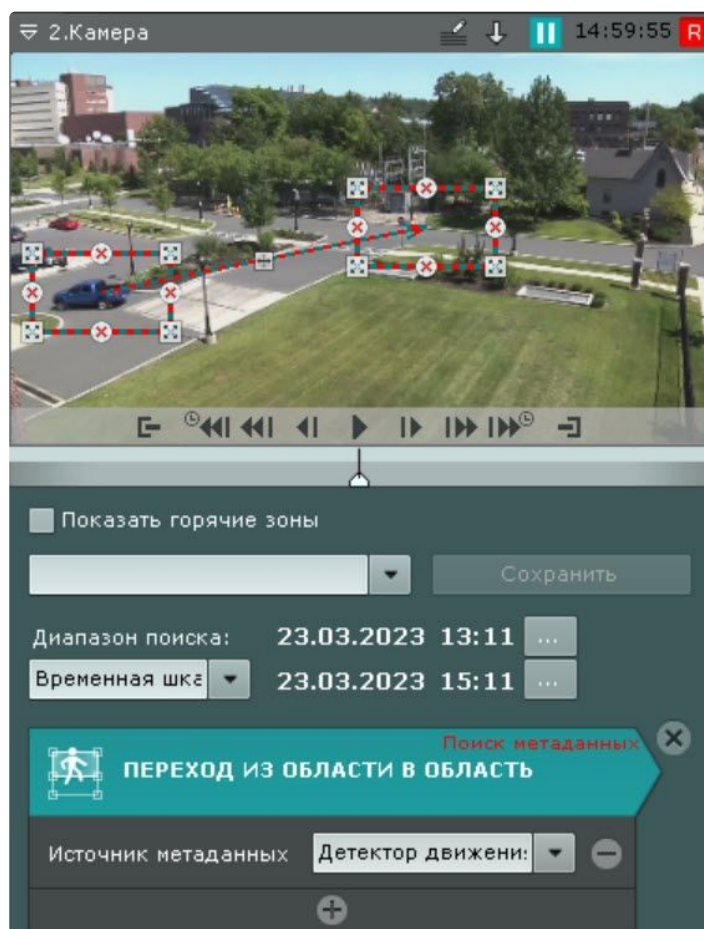 2.Камера 14:59:55 R
Показать горячие зоны
Сохранить
Диапазон поиска: 23.03.2023 13:11 ...
Временная шка 23.03.2023 15:11 ...
Поиск метаданных
ПЕРЕХОД ИЗ ОБЛАСТИ В ОБЛАСТЬ
Источник метаданных Детектор движени